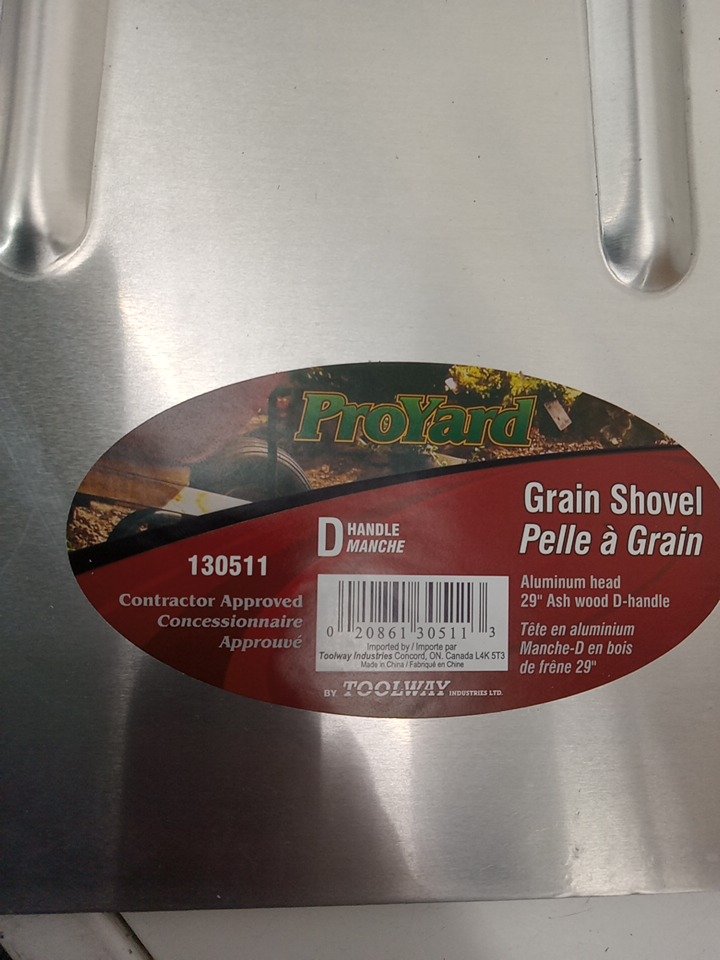 ProYard
Grain Shovel
Pelle à Grain
D HANDLE
MANCHE
130511
Contractor Approved
Concessionnaire
Approuvé
Aluminum head
29" Ash wood D-handle
Tête en aluminium
Manche-D en bois
de frêne 29"
0 20861 30511 3
Imported by / Importe par
Toolway Industries Concord, ON. Canada L4K 5T3
Made in China / Fabriqué en Chine
BY TOOLWAY INDUSTRIES LTD.